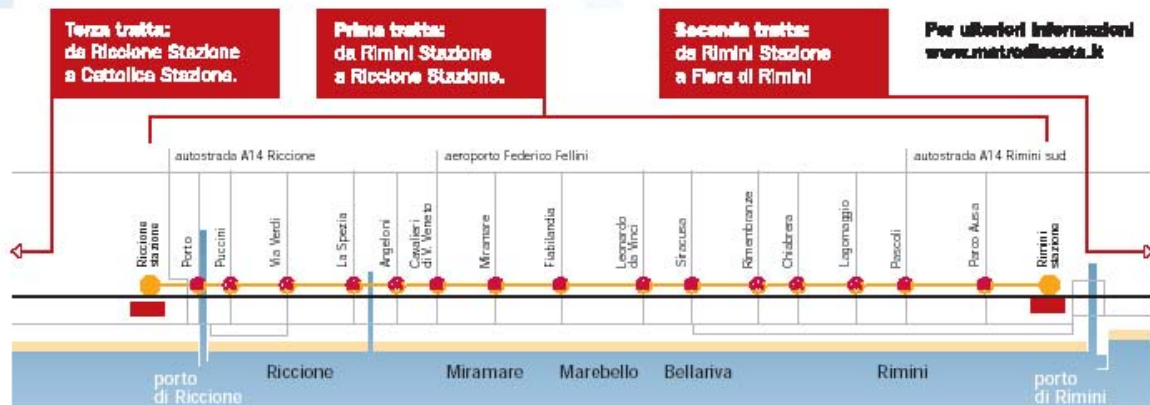 Terza tratta:
da Riccione Stazione
a Cattolica Stazione.
Prima tratta:
da Rimini Stazione
a Riccione Stazione.
Seconda tratta:
da Rimini Stazione
a Fiera di Rimini
Per ulteriori informazioni
www.metrodicosta.it
autostrada A14 Riccione
aeroporto Federico Fellini
autostrada A14 Rimini sud
Riccione
stazione
Porto
Puccini
Via Verdi
La Spezia
Angeloni
Cavalieri
di V. Veneto
Miramare
Fiabilandia
Leonardo
da Vinci
Siracusa
Rimembranze
Chiabrera
Lagomaggio
Pascoli
Parco Ausa
Rimini
stazione
porto
di Riccione
Riccione
Miramare
Marebello
Bellariva
Rimini
porto
di Rimini